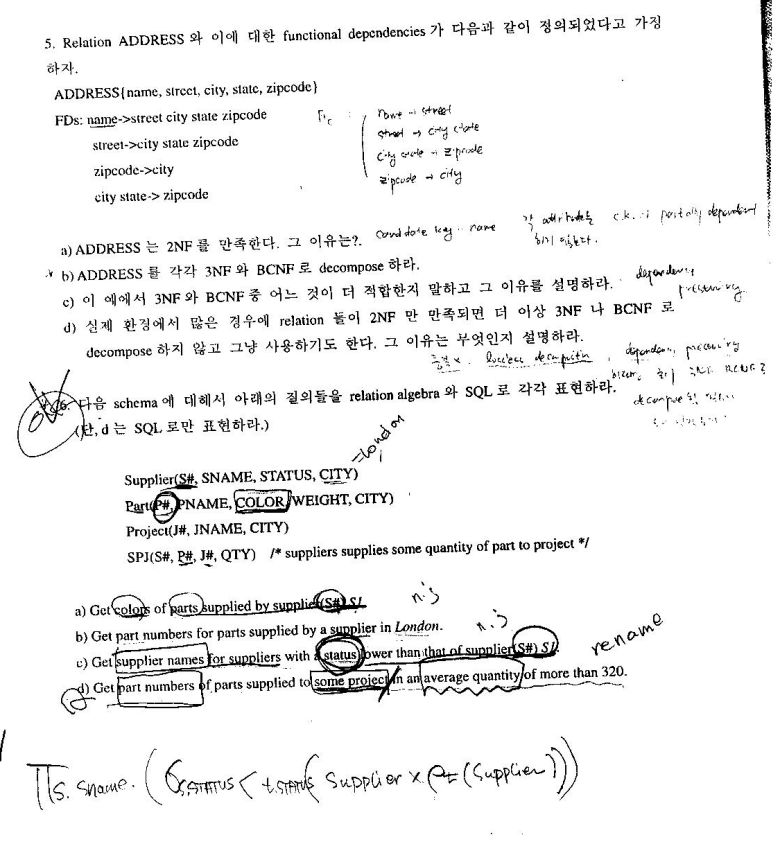 5. Relation ADDRESS 와 이에 대한 functional dependencies 가 다음과 같이 정의되었다고 가정
하자.
ADDRESS{name, street, city, state, zipcode}
FDs: name->street city state zipcode
street->city state zipcode
zipcode->city
city state-> zipcode
Fc :
name → street
street → city state
city state → zipcode
zipcode → city
a) ADDRESS 는 2NF 를 만족한다. 그 이유는?. candidate key : name
각 attribute는 c.k.에 partially dependent
하지 않는다.
* b) ADDRESS 를 각각 3NF 와 BCNF 로 decompose 하라.
c) 이 예에서 3NF 와 BCNF 중 어느 것이 더 적합한지 말하고 그 이유를 설명하라. dependency
preserving
d) 실제 환경에서 많은 경우에 relation 들이 2NF 만 만족되면 더 이상 3NF 나 BCNF 로
decompose 하지 않고 그냥 사용하기도 한다. 그 이유는 무엇인지 설명하라.
lossless decomposition, dependency preserving
3NF BCNF로
decompose
6. 다음 schema 에 대해서 아래의 질의들을 relation algebra 와 SQL 로 각각 표현하라.
(단, d 는 SQL 로만 표현하라.)
=london
Supplier(S#, SNAME, STATUS, CITY)
Part(P#, PNAME, COLOR, WEIGHT, CITY)
Project(J#, JNAME, CITY)
SPJ(S#, P#, J#, QTY) /* suppliers supplies some quantity of part to project */
a) Get colors of parts supplied by supplier(S#) S1. n.j
b) Get part numbers for parts supplied by a supplier in London. n.j
c) Get supplier names for suppliers with a status lower than that of supplier(S#) S1. rename
d) Get part numbers of parts supplied to some project in an average quantity of more than 320.
Πs.sname.(σs.STATUS < t.STATUS(Supplier × ρt(Supplier)))